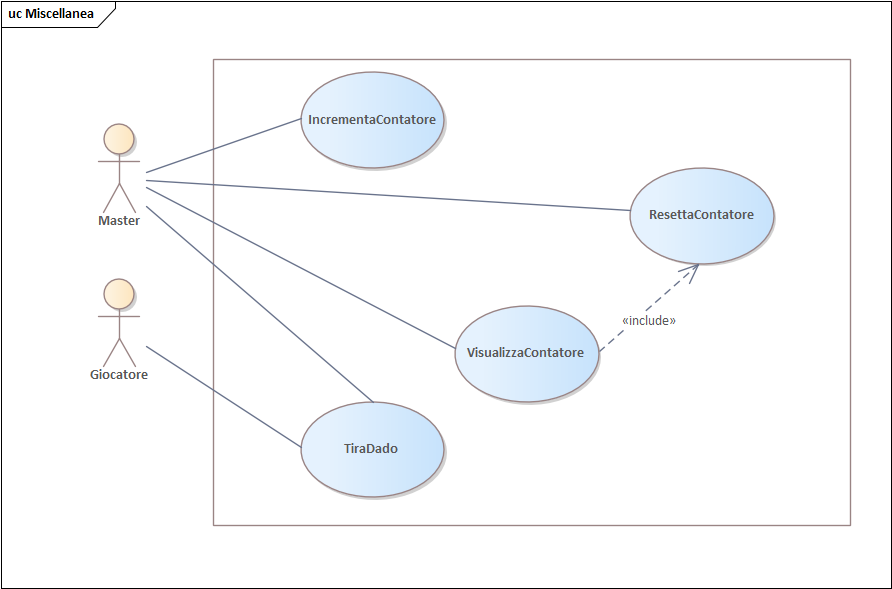 uc Miscellanea
IncrementaContatore
ResettaContatore
Master
«include»
VisualizzaContatore
Giocatore
TiraDado